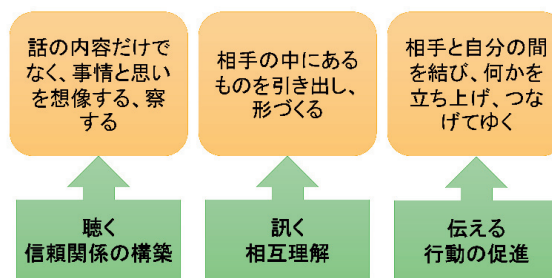 話の内容だけで
なく、事情と思い
を想像する、察
する
相手の中にある
ものを引き出し、
形づくる
相手と自分の間
を結び、何かを
立ち上げ、つな
げてゆく
聴く
信頼関係の構築
訊く
相互理解
伝える
行動の促進